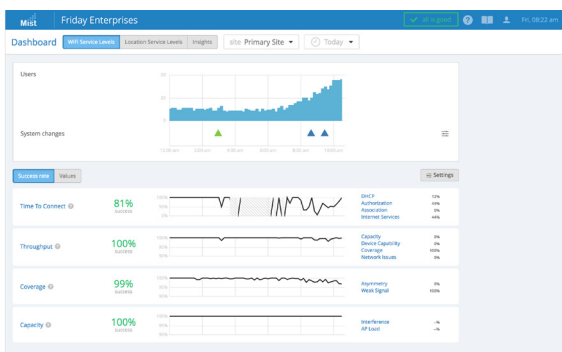 Mist
Friday Enterprises
all is good
Fri, 08:22 am
Dashboard
WiFi Service Levels
Location Service Levels
Insights
site Primary Site
Today
Users
System changes
Success rate
Values
Settings
Time To Connect
81%
success
DHCP
Authorization
Association
Internet Services
Throughput
100%
success
Capacity
Device Capability
Coverage
Network Issues
100%
Coverage
99%
success
Asymmetry
Weak Signal
100%
Capacity
100%
success
Interference
AP Load
--%
--%